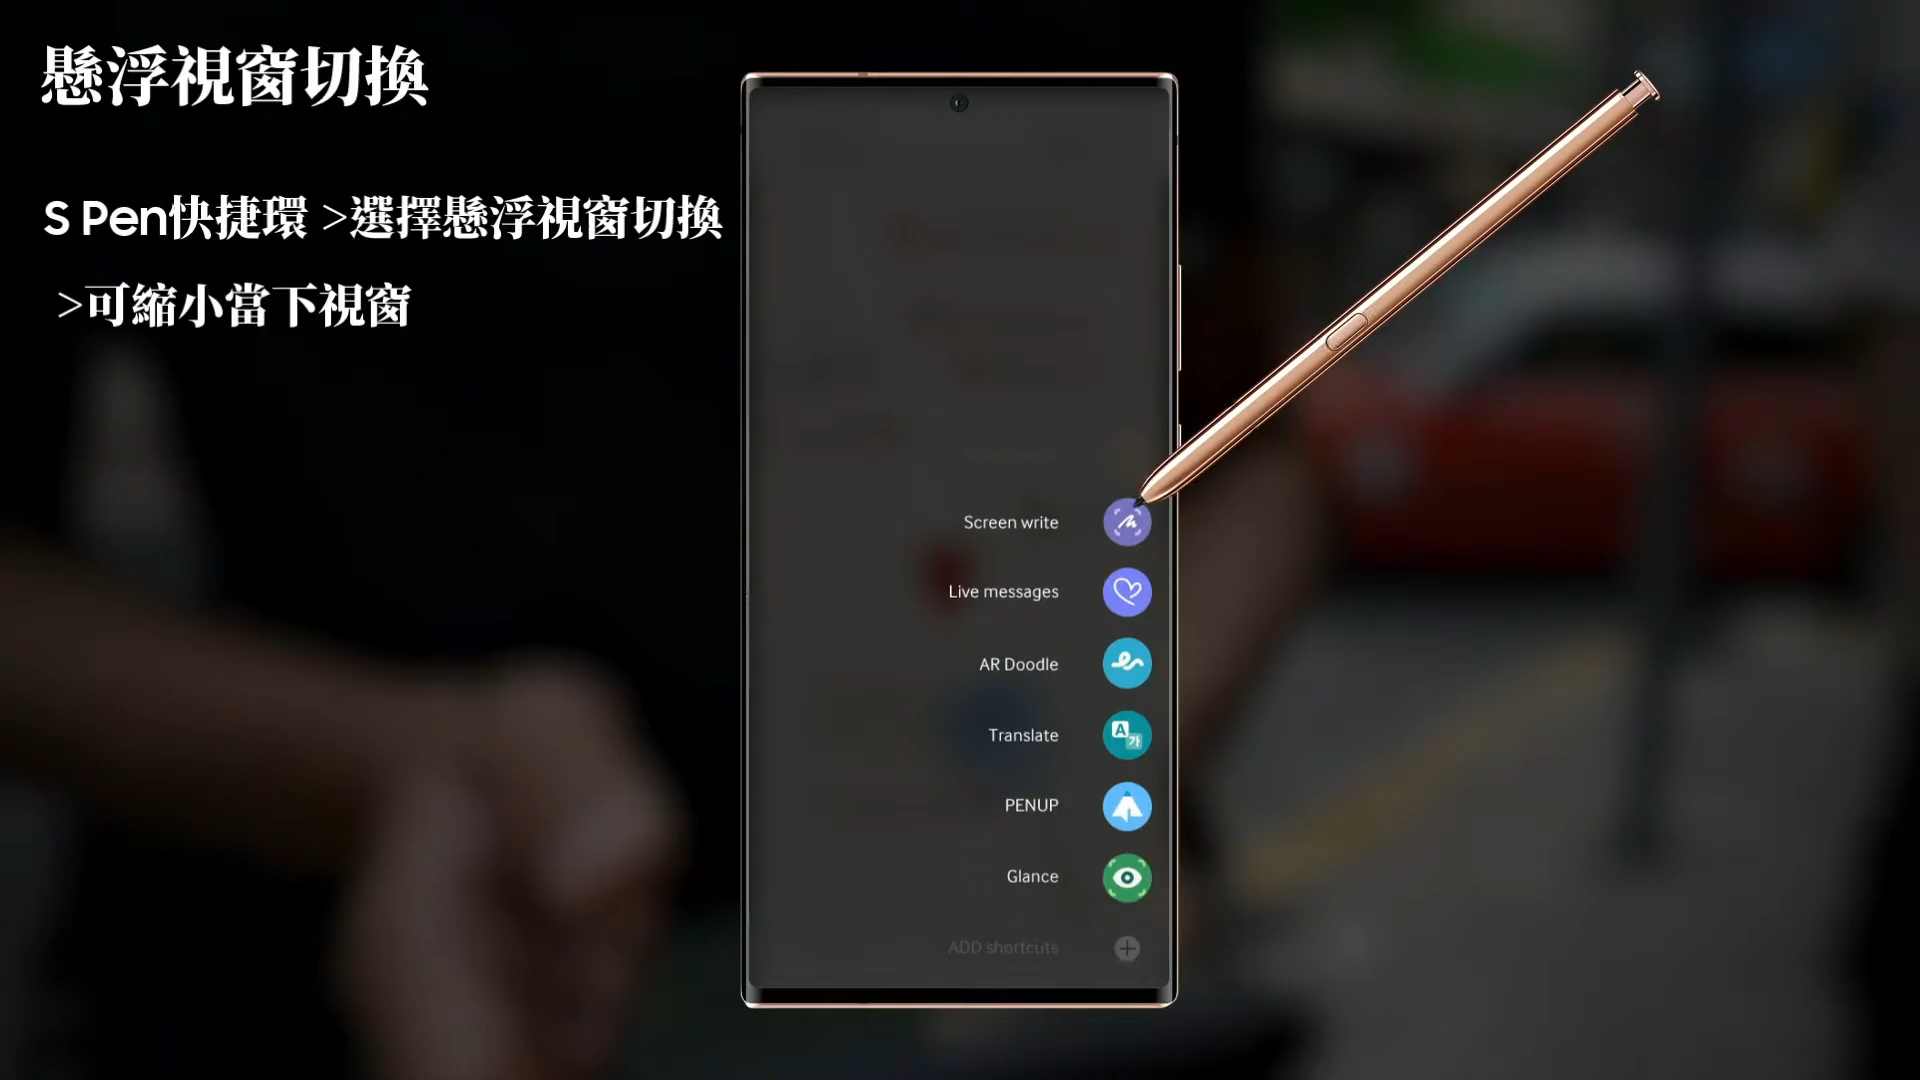 懸浮視窗切換
S Pen快捷環 >選擇懸浮視窗切換
>可縮小當下視窗
Screen write
Live messages
AR Doodle
Translate
PENUP
Glance
ADD shortcuts